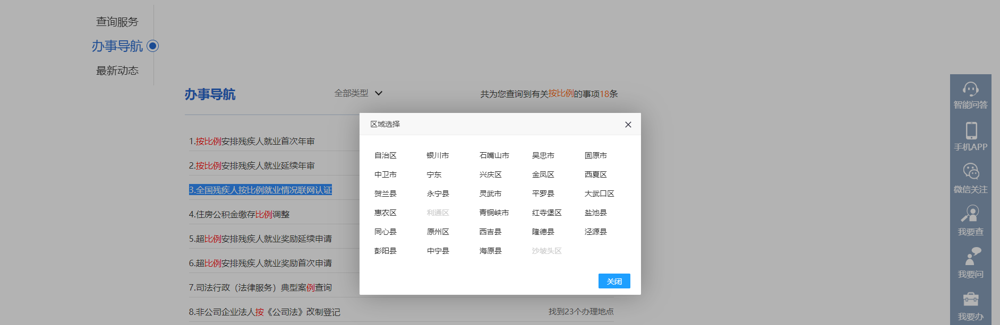 查询服务
办事导航
最新动态
办事导航
全部类型
共为您查询到有关按比例的事项18条
1.按比例安排残疾人就业首次年审
2.按比例安排残疾人就业延续年审
3.全国残疾人按比例就业情况联网认证
4.住房公积金缴存比例调整
5.超比例安排残疾人就业奖励延续申请
6.超比例安排残疾人就业奖励首次申请
7.司法行政（法律服务）典型案例查询
8.非公司企业法人按《公司法》改制登记
找到23个办理地点
区域选择
自治区 银川市 石嘴山市 吴忠市 固原市
中卫市 宁东 兴庆区 金凤区 西夏区
贺兰县 永宁县 灵武市 平罗县 大武口区
惠农区 利通区 青铜峡市 红寺堡区 盐池县
同心县 原州区 西吉县 隆德县 泾源县
彭阳县 中宁县 海原县 沙坡头区
关闭
智能问答
手机APP
微信关注
我要查
我要问
我要办